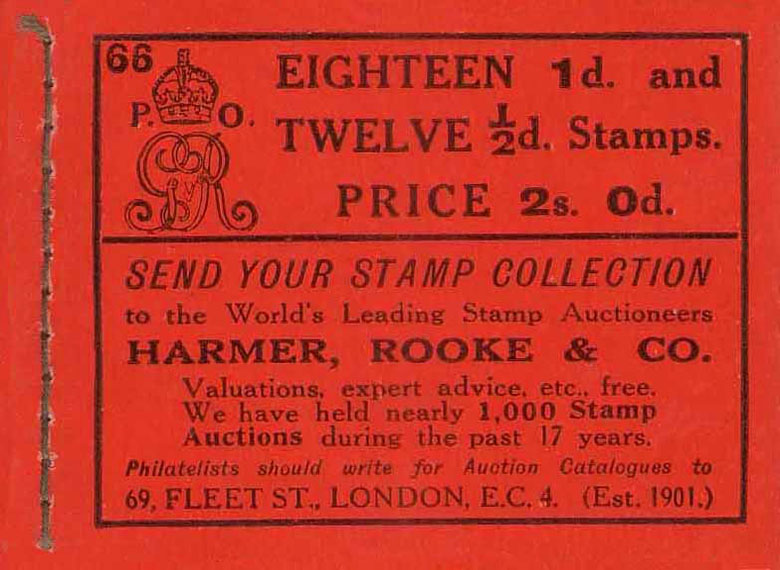 66
P. O.
GvR
EIGHTEEN 1d. and
TWELVE ½d. Stamps.
PRICE 2s. 0d.
SEND YOUR STAMP COLLECTION
to the World's Leading Stamp Auctioneers
HARMER, ROOKE & CO.
Valuations, expert advice, etc., free.
We have held nearly 1,000 Stamp
Auctions during the past 17 years.
Philatelists should write for Auction Catalogues to
69, FLEET ST., LONDON, E.C. 4. (Est. 1901.)